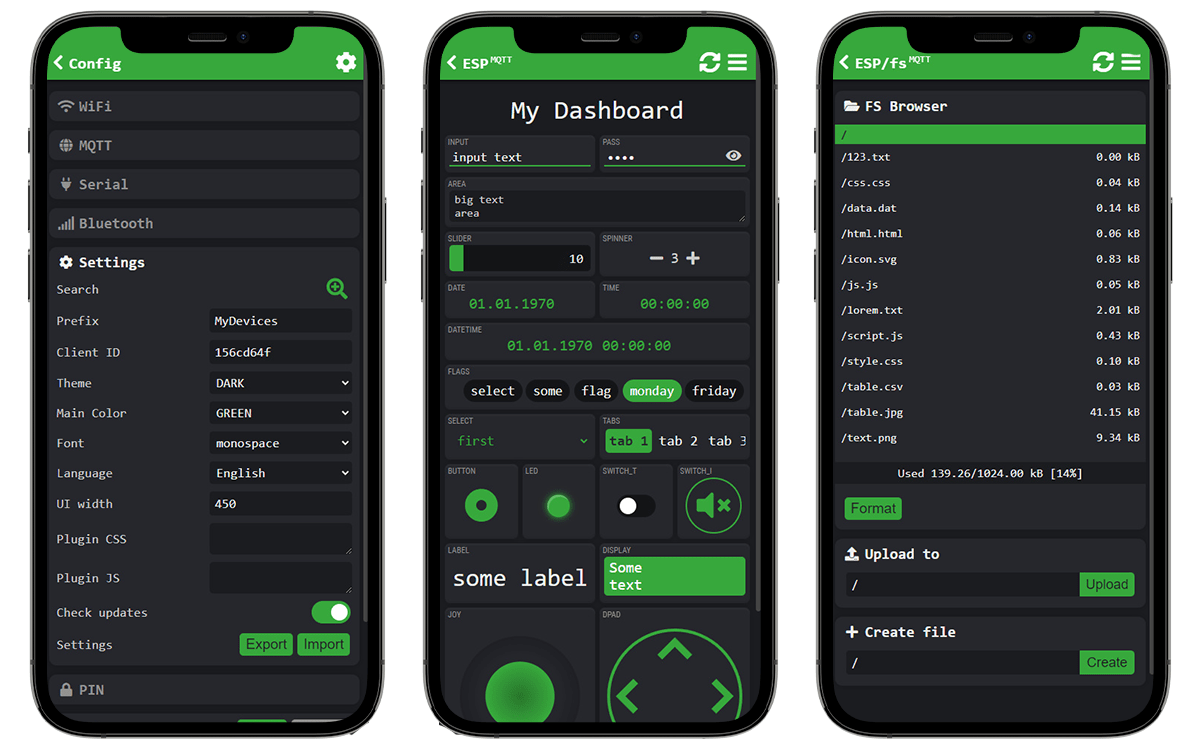 Config
WiFi
MQTT
Serial
Bluetooth
Settings
Search
Prefix MyDevices
Client ID 156cd64f
Theme DARK
Main Color GREEN
Font monospace
Language English
UI width 450
Plugin CSS
Plugin JS
Check updates
Settings Export Import
PIN
ESP MQTT
My Dashboard
INPUT PASS
input text ••••
AREA
big text
area
SLIDER SPINNER
10 3
DATE TIME
01.01.1970 00:00:00
DATETIME
01.01.1970 00:00:00
FLAGS
select some flag monday friday
SELECT TABS
first tab 1 tab 2 tab 3
BUTTON LED SWITCH_T SWITCH_I
LABEL DISPLAY
some label Some
text
JOY DPAD
ESP/fs MQTT
FS Browser
/
/123.txt 0.00 kB
/css.css 0.04 kB
/data.dat 0.14 kB
/html.html 0.06 kB
/icon.svg 0.83 kB
/js.js 0.05 kB
/lorem.txt 2.01 kB
/script.js 0.43 kB
/style.css 0.10 kB
/table.csv 0.03 kB
/table.jpg 41.15 kB
/text.png 9.34 kB
Used 139.26/1024.00 kB [14%]
Format
Upload to
/ Upload
Create file
/ Create